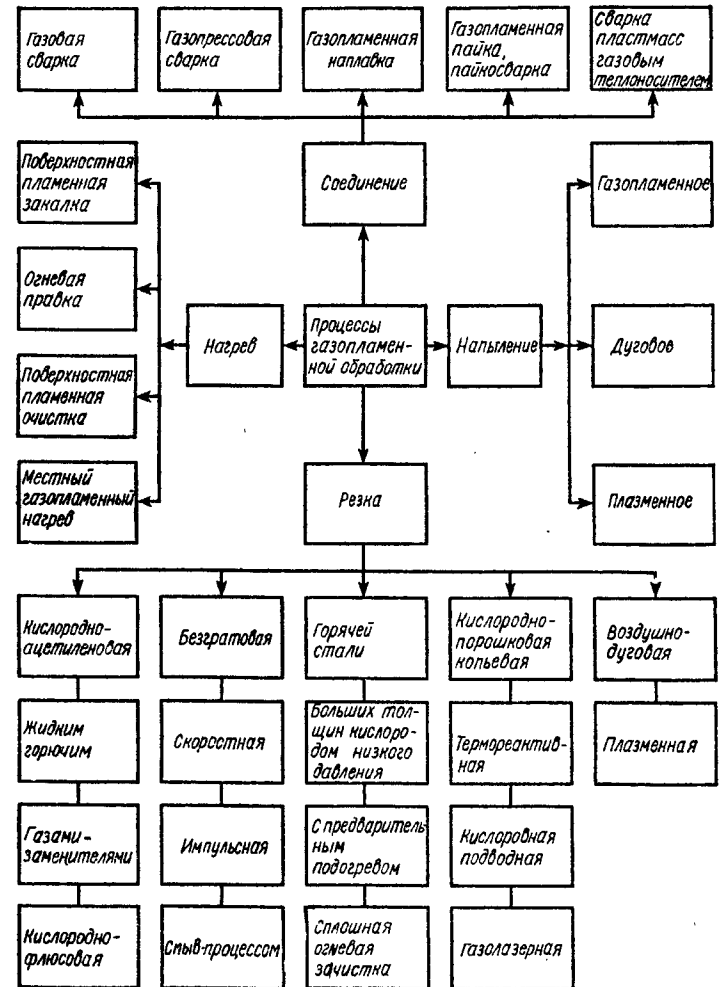 Газовая
сварка
Газопрессовая
сварка
Газопламенная
наплавка
Газопламенная
пайка,
пайкосварка
Сварка
пластмасс
газовым
теплоносителем
Поверхностная
пламенная
закалка
Соединение
Газопламенное
Огневая
правка
Нагрев
Процессы
газопламен-
ной обработки
Напыление
Дуговов
Поверхностная
пламенная
очистка
Местный
газопламенный
нагрев
Резка
Плазменное
Кислородно-
ацетиленовая
Безгратовая
Горячей
стали
Кислородно-
порошковая
копьевая
Воздушно-
дуговая
Жидким
горючим
Скоростная
Больших тол-
щин кислоро-
дом низкого
давления
Термореактив-
ная
Плазменная
Газами-
заменителями
Импульсная
С предваритель-
ным
подогревом
Кислоровная
подводная
Кислородно-
флюсовая
Смыв-процессом
Сплошная
огневая
зачистка
Газолазерная